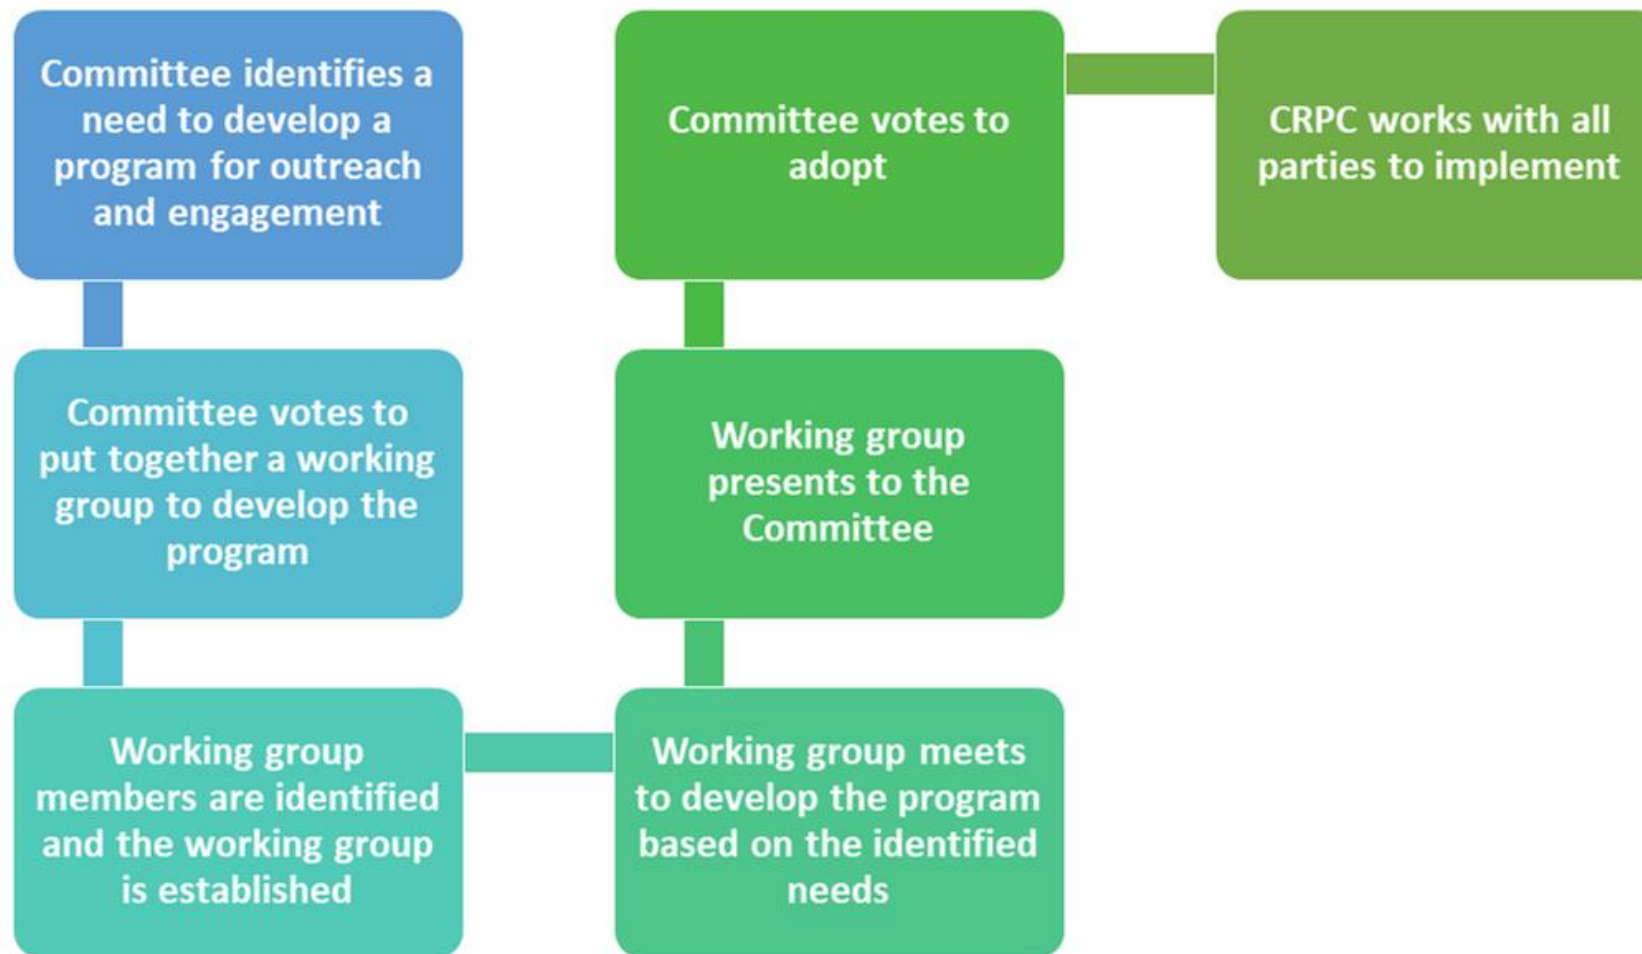 Committee identifies a
need to develop a
program for outreach
and engagement
Committee votes to
put together a working
group to develop the
program
Working group
members are identified
and the working group
is established
Working group meets
to develop the program
based on the identified
needs
Working group
presents to the
Committee
Committee votes to
adopt
CRPC works with all
parties to implement